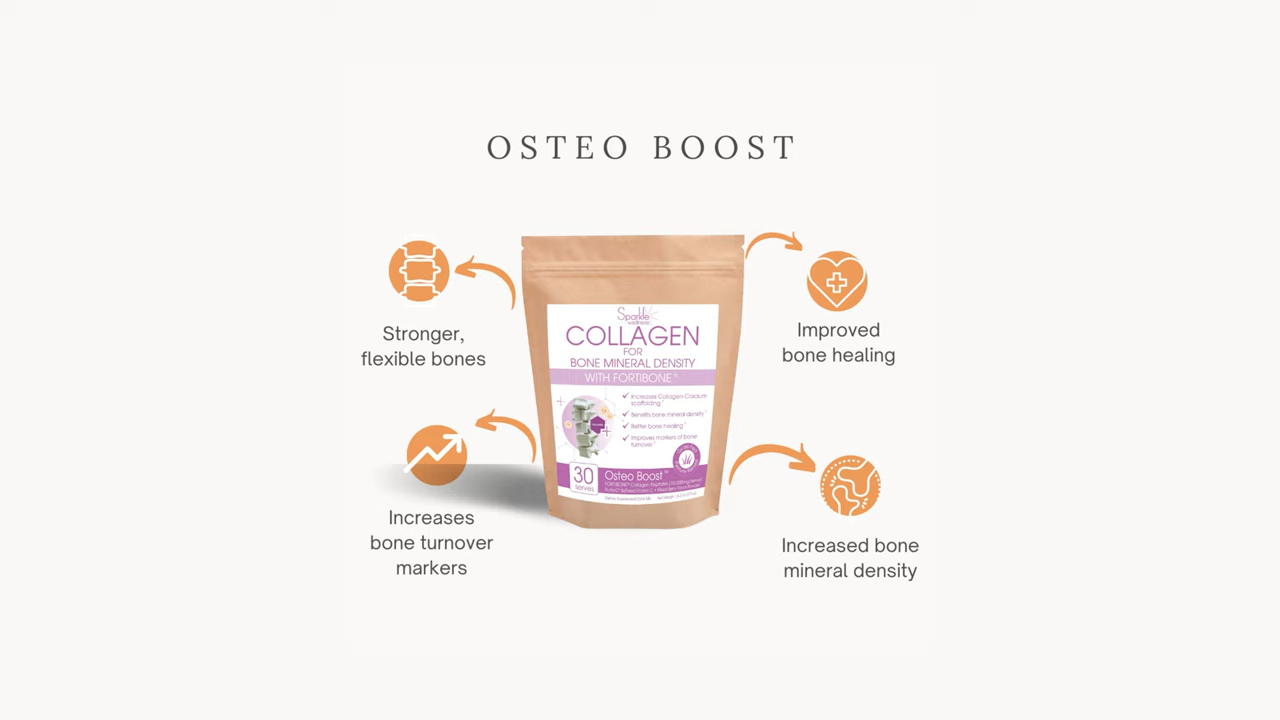 OSTEO BOOST
Stronger,
flexible bones
Improved
bone healing
Increases
bone turnover
markers
Increased bone
mineral density
Sparkle
wellness
COLLAGEN
FOR
BONE MINERAL DENSITY
WITH FORTIBONE
Increases Collagen-Calcium
scaffolding
Benefits bone mineral density
Better bone healing
Improves markers of bone
turnover
30
serves
Osteo Boost™